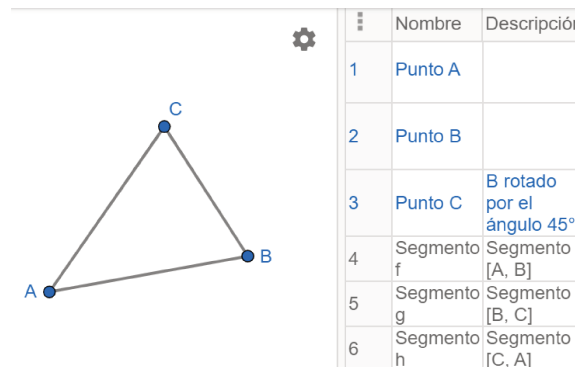 Nombre Descripción
1 Punto A
2 Punto B
3 Punto C B rotado
por el
ángulo 45°
4 Segmento Segmento
f [A, B]
5 Segmento Segmento
g [B, C]
6 Segmento Segmento
h [C, A]
C
B
A